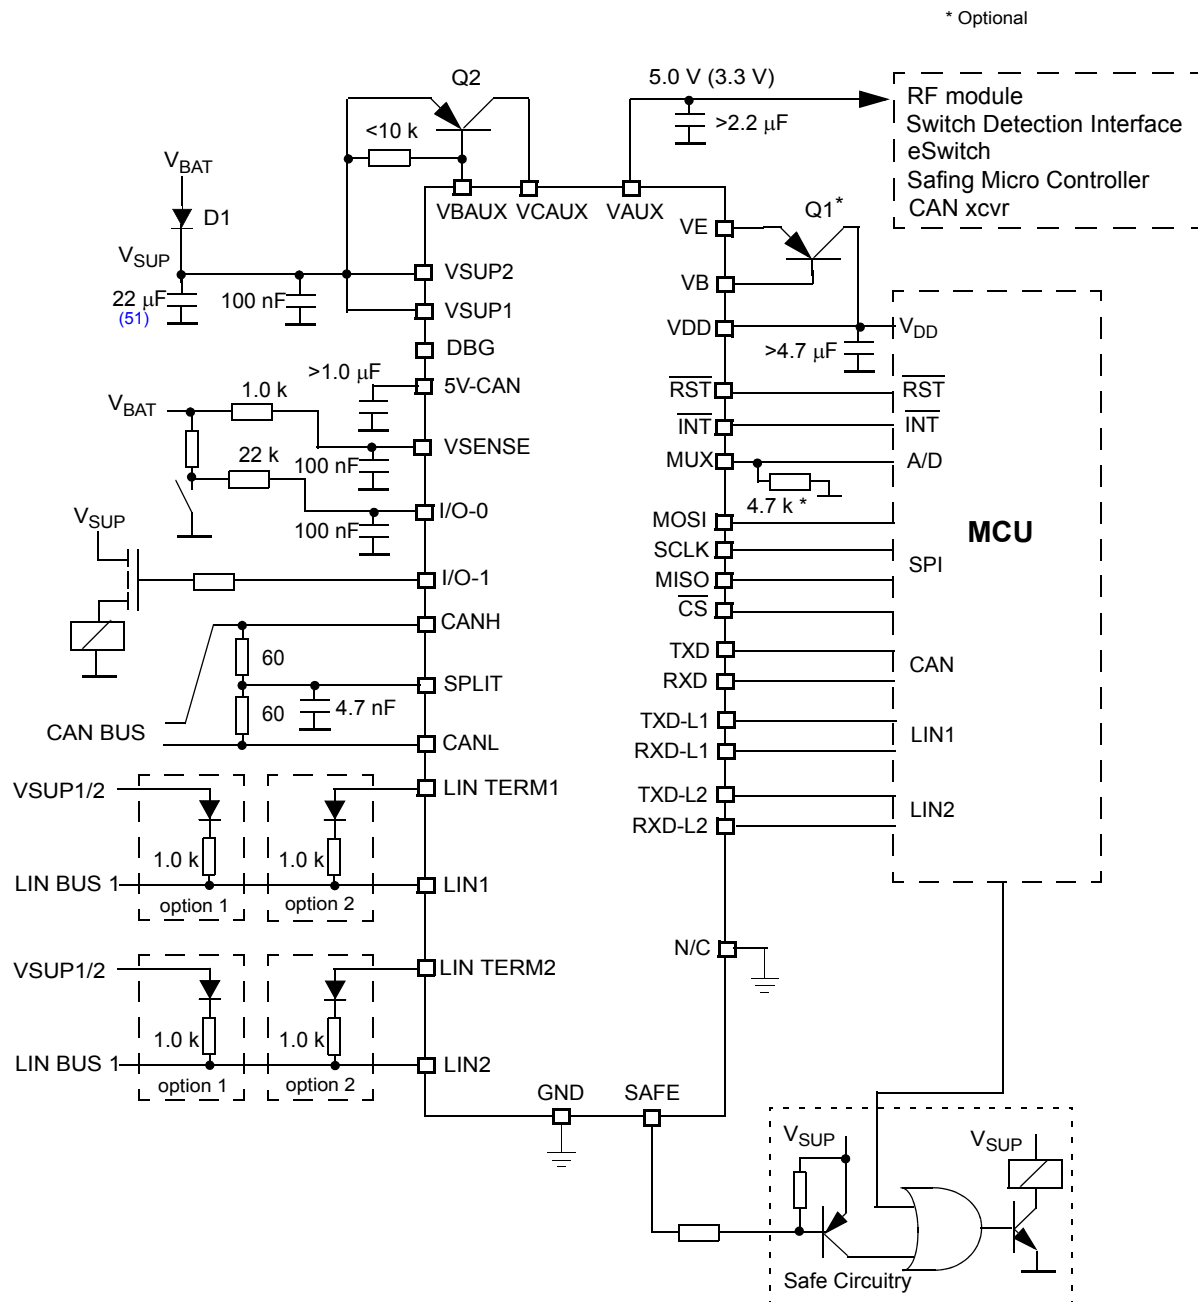 * Optional
Q2
5.0 V (3.3 V)
RF module
Switch Detection Interface
eSwitch
Safing Micro Controller
CAN xcvr
>2.2 μF
<10 k
VBAT
D1
VSUP
22 μF
(51)
100 nF
VBAUX VCAUX VAUX
VE
Q1*
VB
VDD
VDD
>4.7 μF
VSUP2
VSUP1
DBG
>1.0 μF
5V-CAN
1.0 k
VBAT
VSENSE
22 k
100 nF
I/O-0
100 nF
VSUP
I/O-1
CANH
60
SPLIT
60
4.7 nF
CAN BUS
CANL
RST
RST
INT
INT
MUX
A/D
4.7 k *
MCU
MOSI
SCLK
SPI
MISO
CS
TXD
CAN
RXD
TXD-L1
LIN1
RXD-L1
TXD-L2
LIN2
RXD-L2
VSUP1/2
LIN TERM1
1.0 k
1.0 k
LIN BUS 1
LIN1
option 1
option 2
N/C
VSUP1/2
LIN TERM2
1.0 k
1.0 k
LIN BUS 1
LIN2
option 1
option 2
GND
SAFE
VSUP
VSUP
Safe Circuitry